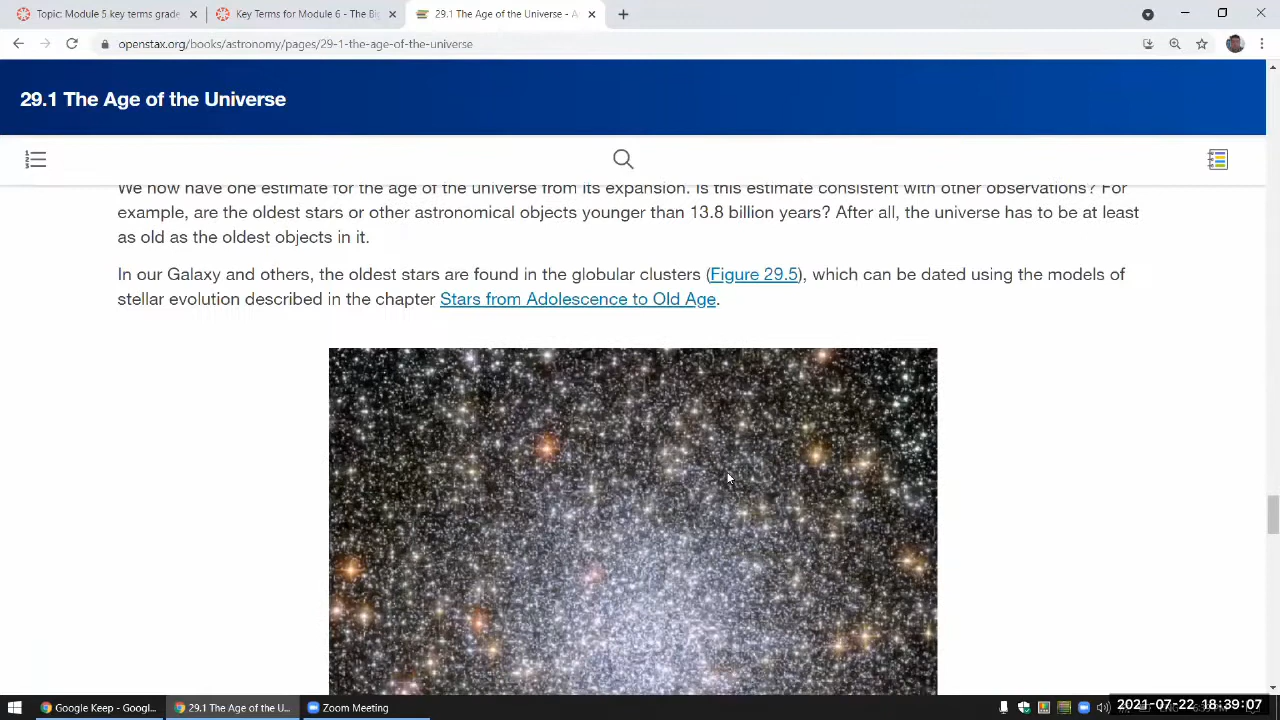 Topic: Module 5 key terms grade
Key Terms for Module 6 - The Big
29.1 The Age of the Universe - A
openstax.org/books/astronomy/pages/29-1-the-age-of-the-universe
29.1 The Age of the Universe
We now have one estimate for the age of the universe from its expansion. Is this estimate consistent with other observations? For
example, are the oldest stars or other astronomical objects younger than 13.8 billion years? After all, the universe has to be at least
as old as the oldest objects in it.
In our Galaxy and others, the oldest stars are found in the globular clusters (Figure 29.5), which can be dated using the models of
stellar evolution described in the chapter Stars from Adolescence to Old Age.
Google Keep - Googl...
29.1 The Age of the U...
Zoom Meeting
2021-07-22 18:39:07